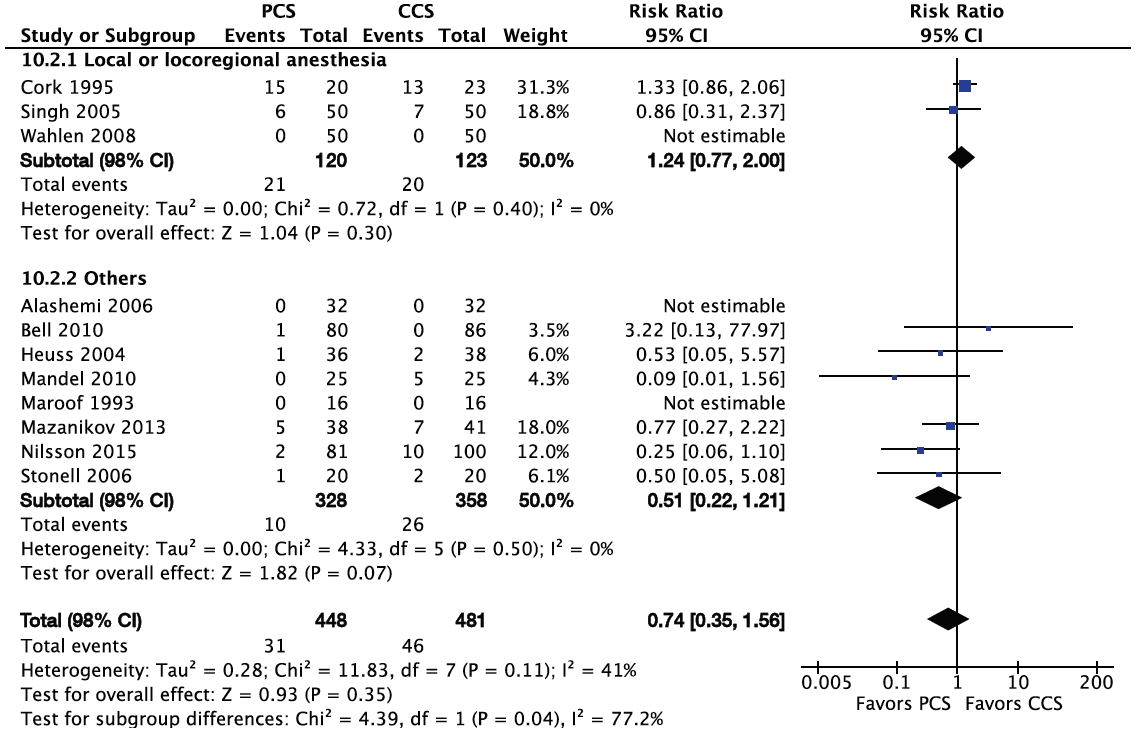 PCS CCS Risk Ratio Risk Ratio
Study or Subgroup Events Total Events Total Weight 95% CI 95% CI
10.2.1 Local or locoregional anesthesia
Cork 1995 15 20 13 23 31.3% 1.33 [0.86, 2.06]
Singh 2005 6 50 7 50 18.8% 0.86 [0.31, 2.37]
Wahlen 2008 0 50 0 50 Not estimable
Subtotal (98% CI) 120 123 50.0% 1.24 [0.77, 2.00]
Total events 21 20
Heterogeneity: Tau² = 0.00; Chi² = 0.72, df = 1 (P = 0.40); I² = 0%
Test for overall effect: Z = 1.04 (P = 0.30)
10.2.2 Others
Alashemi 2006 0 32 0 32 Not estimable
Bell 2010 1 80 0 86 3.5% 3.22 [0.13, 77.97]
Heuss 2004 1 36 2 38 6.0% 0.53 [0.05, 5.57]
Mandel 2010 0 25 5 25 4.3% 0.09 [0.01, 1.56]
Maroof 1993 0 16 0 16 Not estimable
Mazanikov 2013 5 38 7 41 18.0% 0.77 [0.27, 2.22]
Nilsson 2015 2 81 10 100 12.0% 0.25 [0.06, 1.10]
Stonell 2006 1 20 2 20 6.1% 0.50 [0.05, 5.08]
Subtotal (98% CI) 328 358 50.0% 0.51 [0.22, 1.21]
Total events 10 26
Heterogeneity: Tau² = 0.00; Chi² = 4.33, df = 5 (P = 0.50); I² = 0%
Test for overall effect: Z = 1.82 (P = 0.07)
Total (98% CI) 448 481 0.74 [0.35, 1.56]
Total events 31 46
Heterogeneity: Tau² = 0.28; Chi² = 11.83, df = 7 (P = 0.11); I² = 41%
Test for overall effect: Z = 0.93 (P = 0.35)
Test for subgroup differences: Chi² = 4.39, df = 1 (P = 0.04), I² = 77.2%
0.005 0.1 1 10 200
Favors PCS Favors CCS